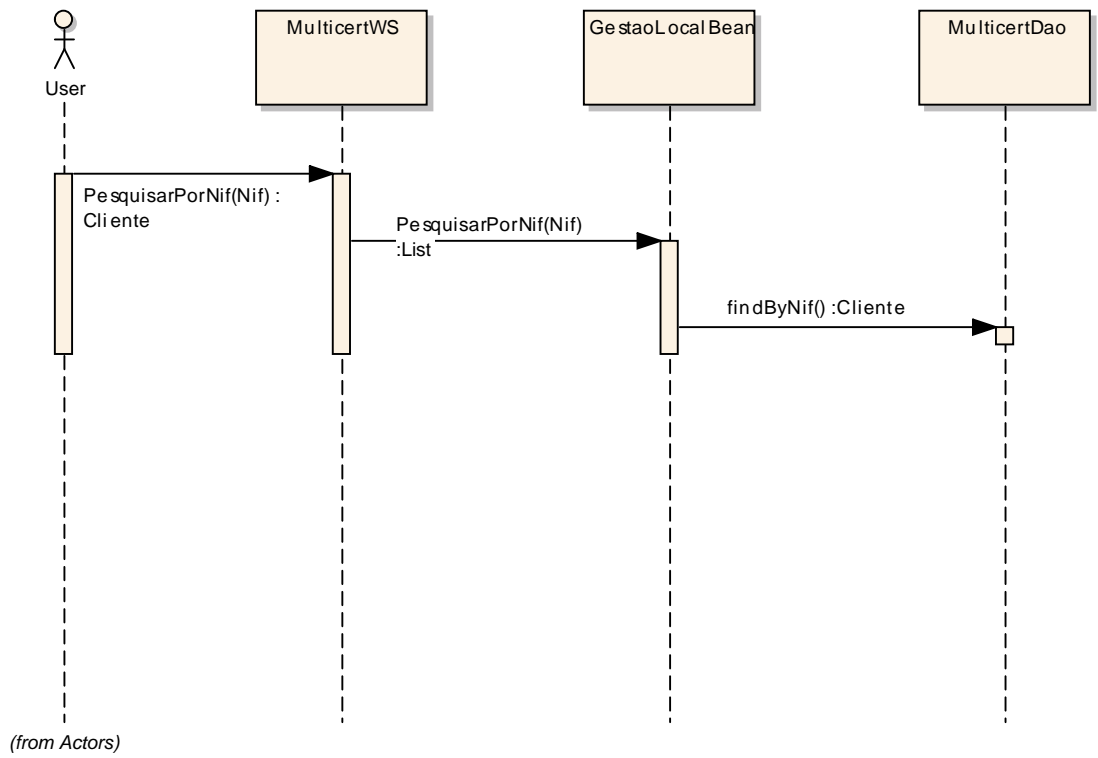 MulticertWS
GestaoLocalBean
MulticertDao
User
PesquisarPorNif(Nif) :
Cliente
PesquisarPorNif(Nif)
:List
findByNif() :Cliente
(from Actors)